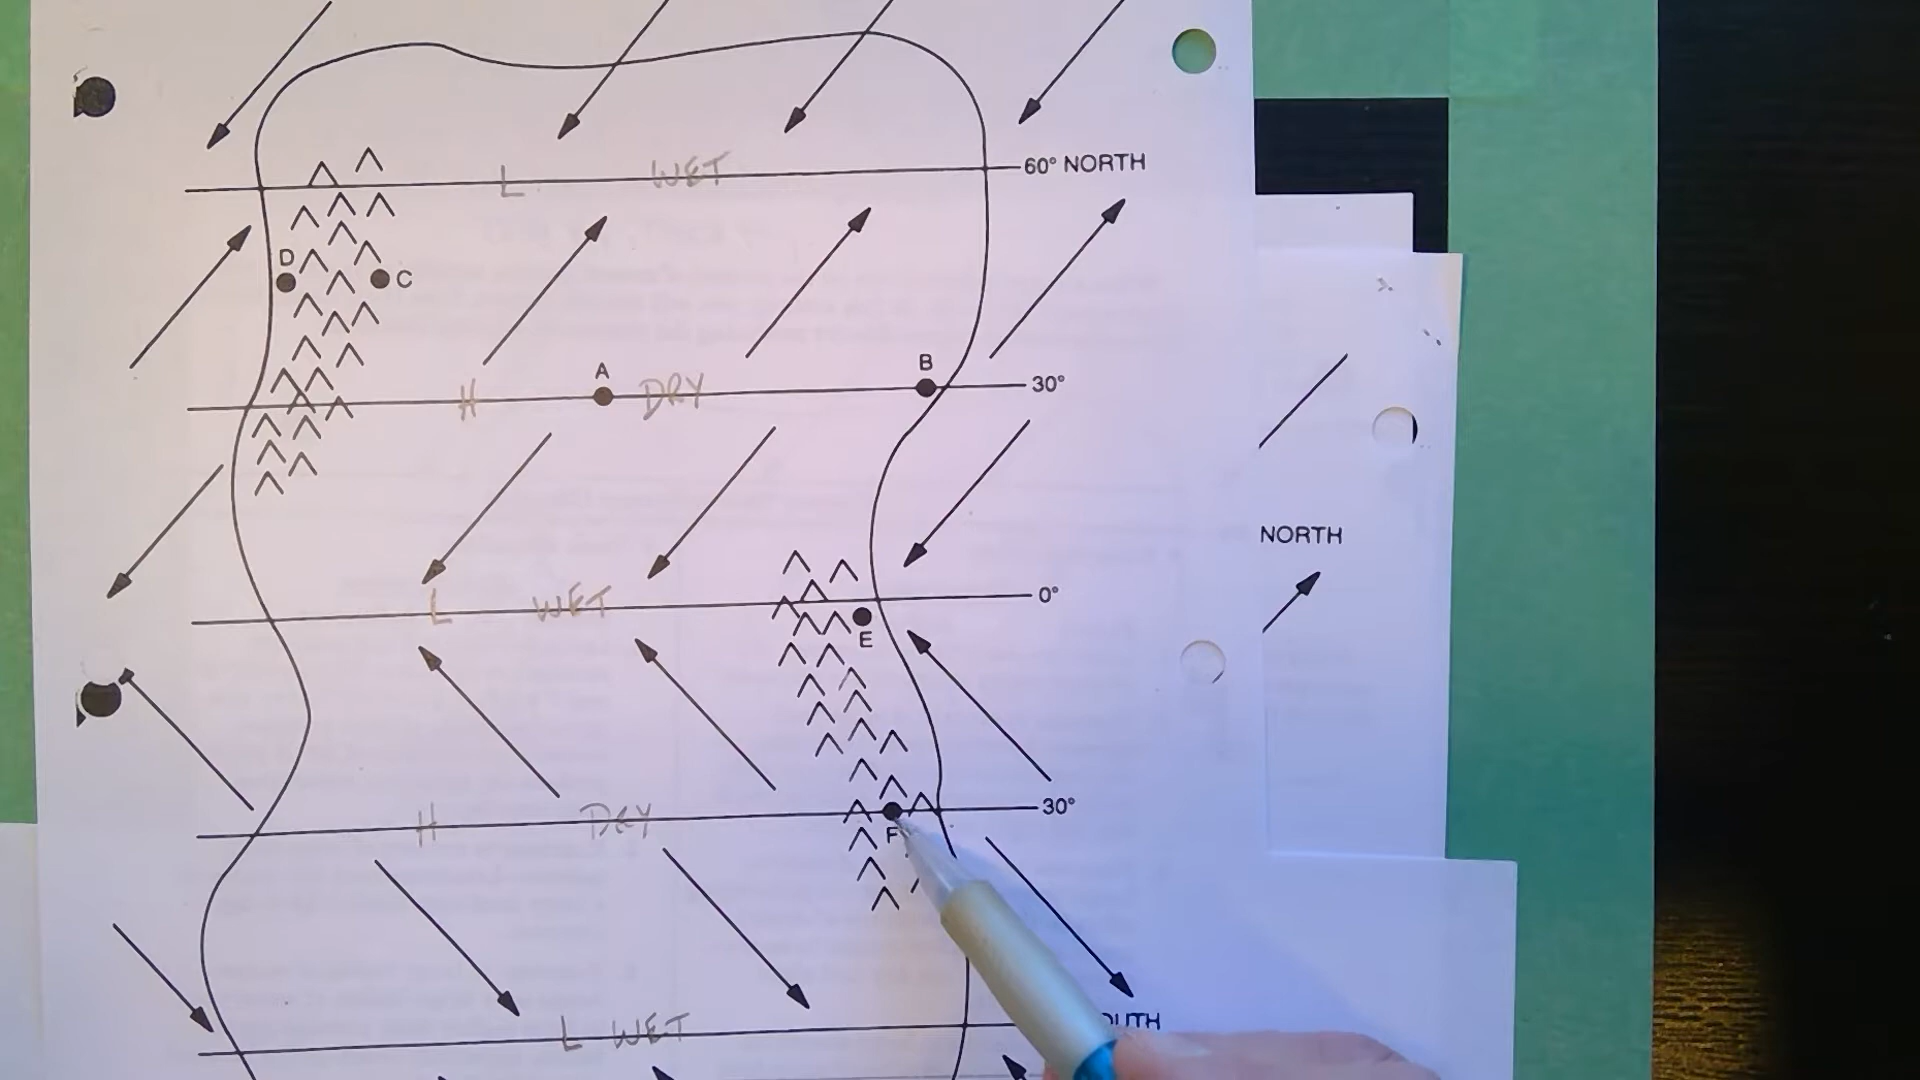 L WET 60° NORTH
D
C
B
A
H DRY 30°
NORTH
L WET 0°
E
H DRY 30°
F
L WET